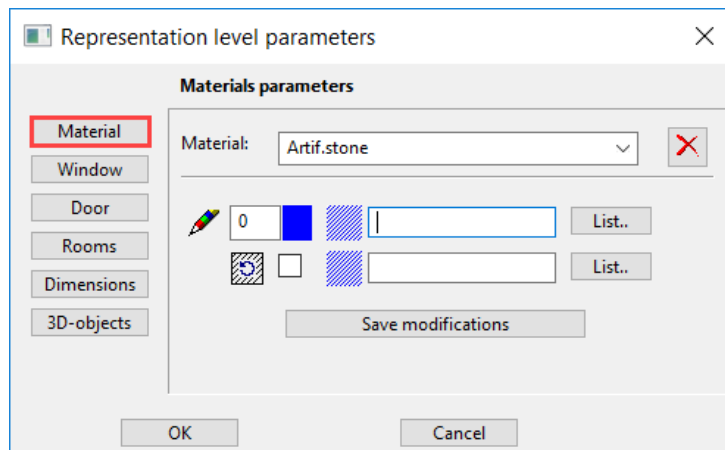 Representation level parameters
Materials parameters
Material
Window
Door
Rooms
Dimensions
3D-objects
Material:
Artif.stone
0
List..
List..
Save modifications
OK
Cancel